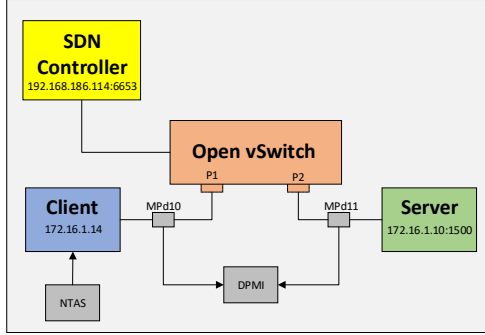 SDN
Controller
192.168.186.114:6653
Open vSwitch
P1
P2
Client
172.16.1.14
MPd10
MPd11
Server
172.16.1.10:1500
NTAS
DPMI